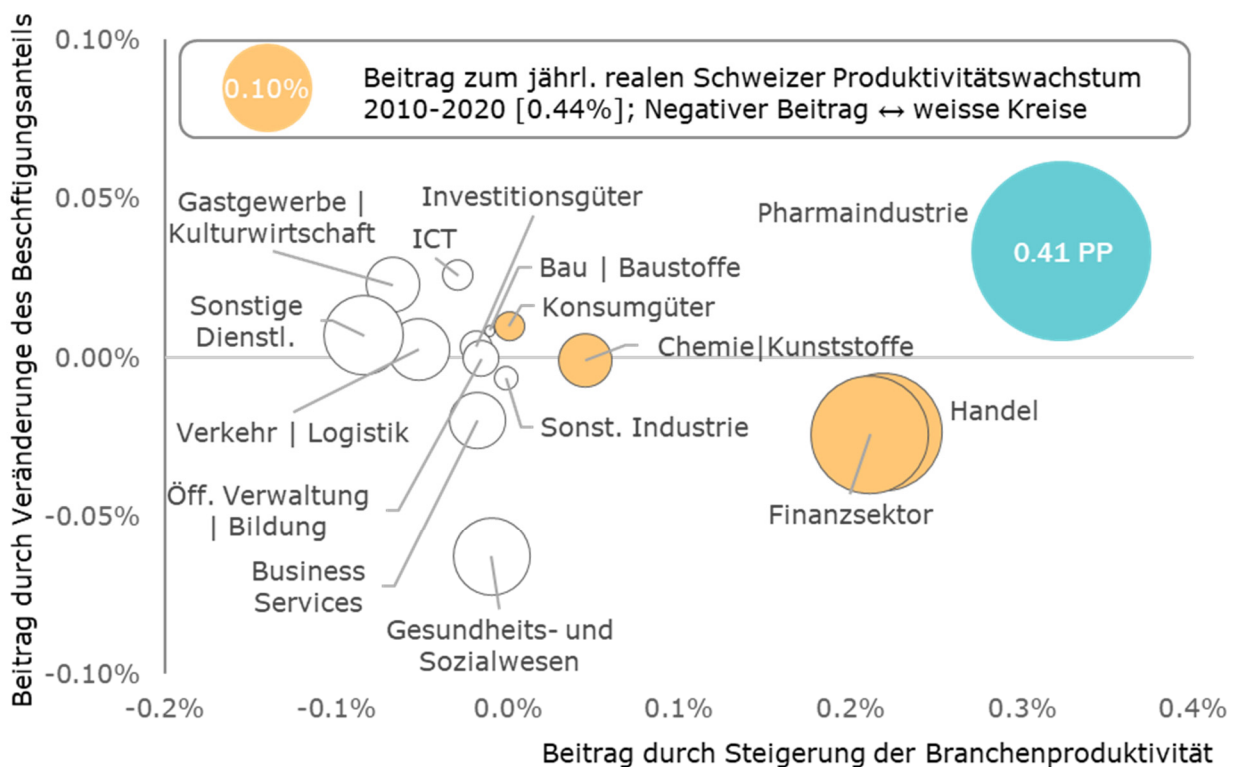 Beitrag durch Veränderunge des Beschftigungsanteils
0.10%
0.05%
0.00%
-0.05%
-0.10%
0.10%
Beitrag zum jährl. realen Schweizer Produktivitätswachstum
2010-2020 [0.44%]; Negativer Beitrag ↔ weisse Kreise
Gastgewerbe |
Kulturwirtschaft
ICT
Investitionsgüter
Bau | Baustoffe
Konsumgüter
Sonstige
Dienstl.
Chemie|Kunststoffe
Pharmaindustrie
0.41 PP
Verkehr | Logistik
Sonst. Industrie
Handel
Finanzsektor
Öff. Verwaltung
| Bildung
Business
Services
Gesundheits- und
Sozialwesen
-0.2%
-0.1%
0.0%
0.1%
0.2%
0.3%
0.4%
Beitrag durch Steigerung der Branchenproduktivität